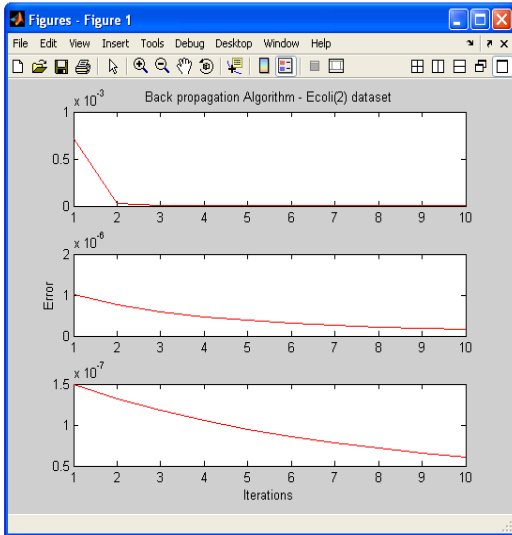 Figures - Figure 1
File Edit View Insert Tools Debug Desktop Window Help
x 10^-3
Back propagation Algorithm - Ecoli(2) dataset
1
0.5
0
1 2 3 4 5 6 7 8 9 10
x 10^-6
2
1
0
Error
1 2 3 4 5 6 7 8 9 10
x 10^-7
1.5
1
0.5
1 2 3 4 5 6 7 8 9 10
Iterations